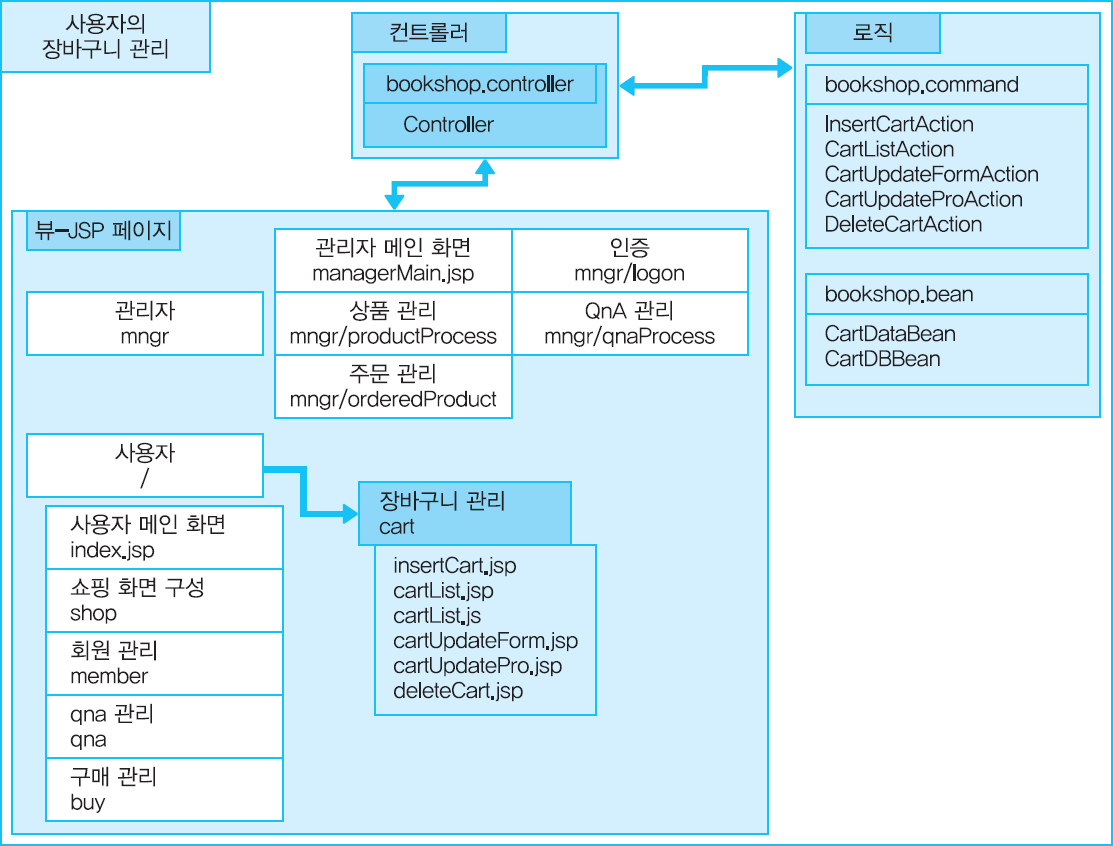 사용자의
장바구니 관리
컨트롤러
bookshop.controller
Controller
로직
bookshop.command
InsertCartAction
CartListAction
CartUpdateFormAction
CartUpdateProAction
DeleteCartAction
bookshop.bean
CartDataBean
CartDBBean
뷰-JSP 페이지
관리자
mngr
관리자 메인 화면
managerMain.jsp
인증
mngr/logon
상품 관리
mngr/productProcess
QnA 관리
mngr/qnaProcess
주문 관리
mngr/orderedProduct
사용자
/
사용자 메인 화면
index.jsp
쇼핑 화면 구성
shop
회원 관리
member
qna 관리
qna
구매 관리
buy
장바구니 관리
cart
insertCart.jsp
cartList.jsp
cartList.js
cartUpdateForm.jsp
cartUpdatePro.jsp
deleteCart.jsp